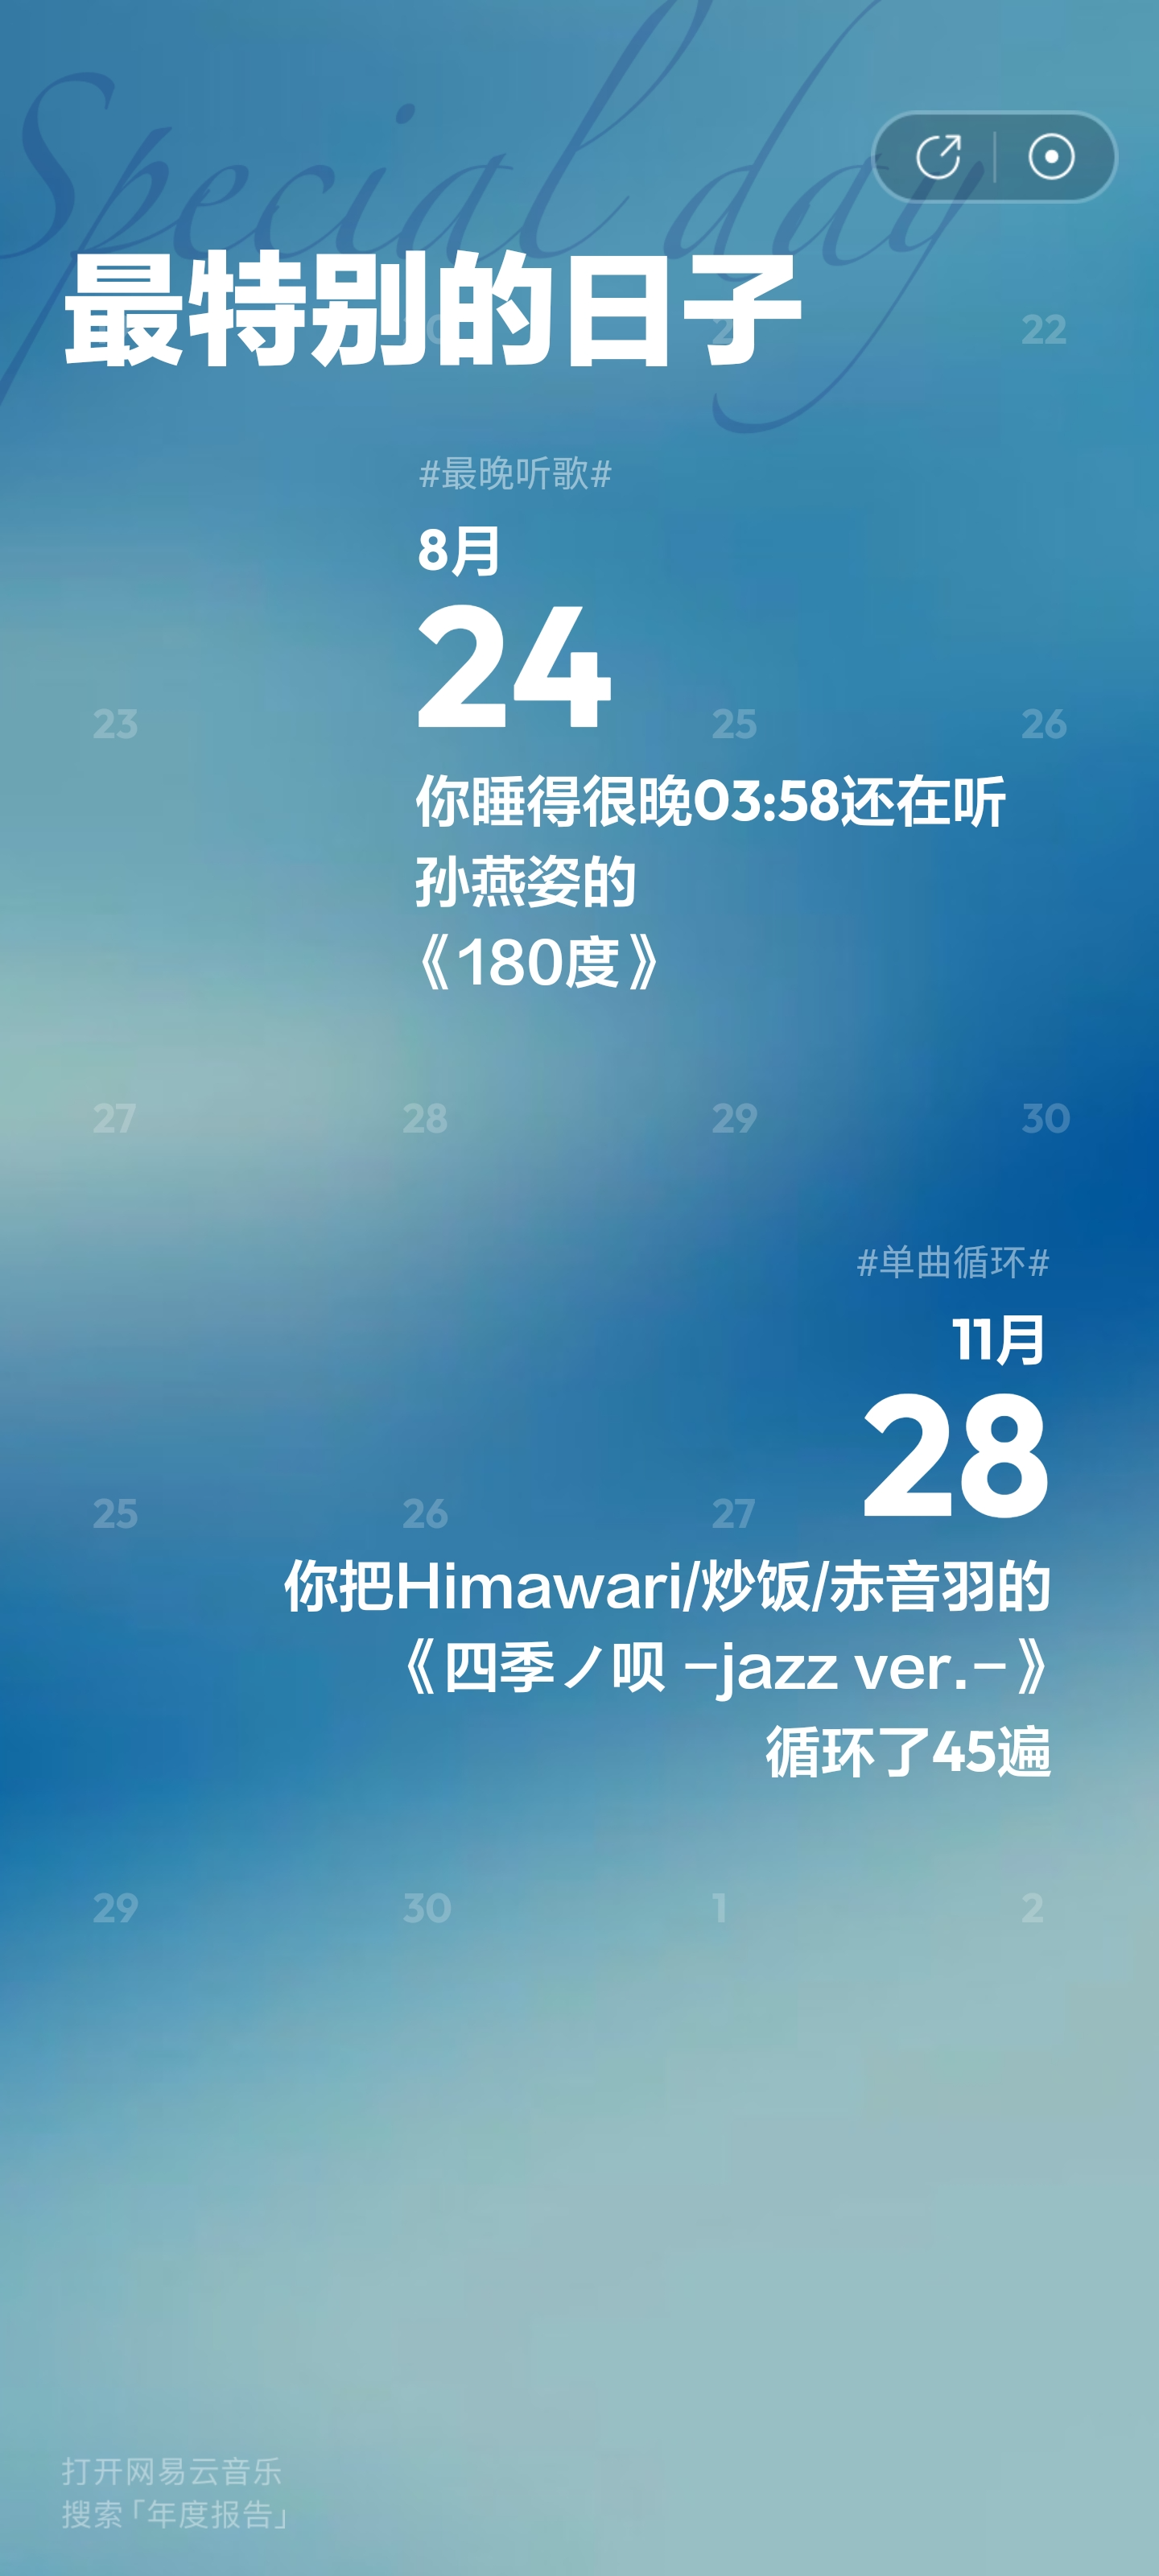 Special day
最特别的日子
22
#最晚听歌#
8月
24
23
25
26
你睡得很晚03:58还在听
孙燕姿的
《180度》
27
28
29
30
#单曲循环#
11月
28
25
26
27
你把Himawari/炒饭/赤音羽的
《四季ノ呗 -jazz ver.-》
循环了45遍
29
30
1
2
打开网易云音乐
搜索「年度报告」